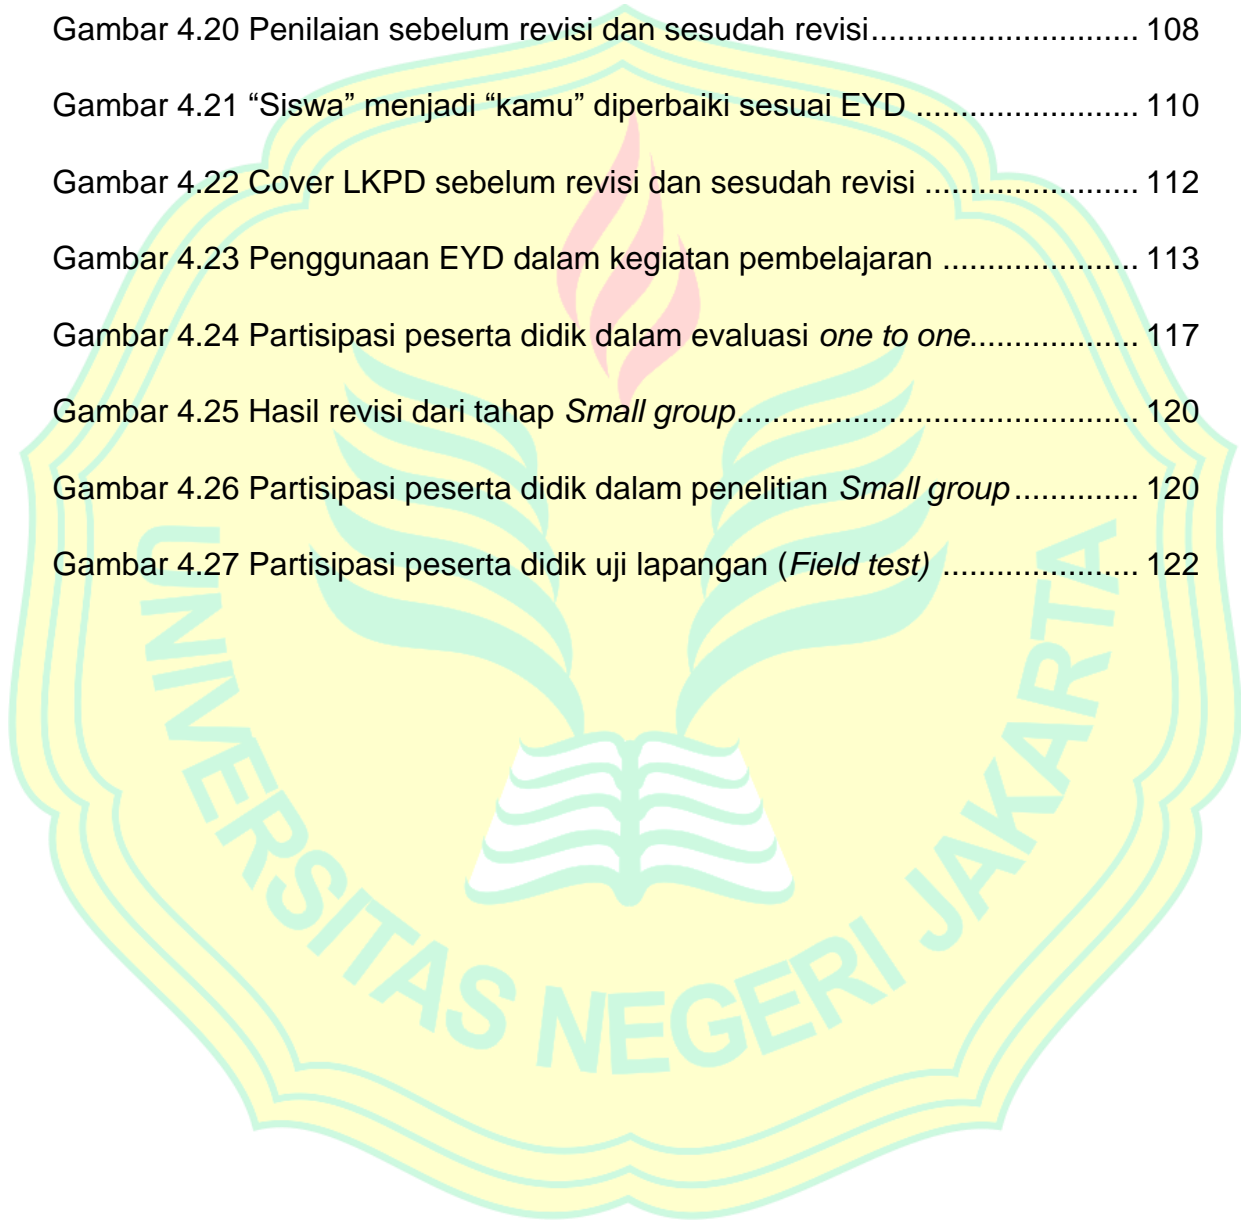 Gambar 4.20 Penilaian sebelum revisi dan sesudah revisi.............................. 108
Gambar 4.21 “Siswa” menjadi “kamu” diperbaiki sesuai EYD ......................... 110
Gambar 4.22 Cover LKPD sebelum revisi dan sesudah revisi ........................ 112
Gambar 4.23 Penggunaan EYD dalam kegiatan pembelajaran ...................... 113
Gambar 4.24 Partisipasi peserta didik dalam evaluasi one to one................... 117
Gambar 4.25 Hasil revisi dari tahap Small group............................................. 120
Gambar 4.26 Partisipasi peserta didik dalam penelitian Small group.............. 120
Gambar 4.27 Partisipasi peserta didik uji lapangan (Field test) ...................... 122
UNIVERSITAS NEGERI JAKARTA